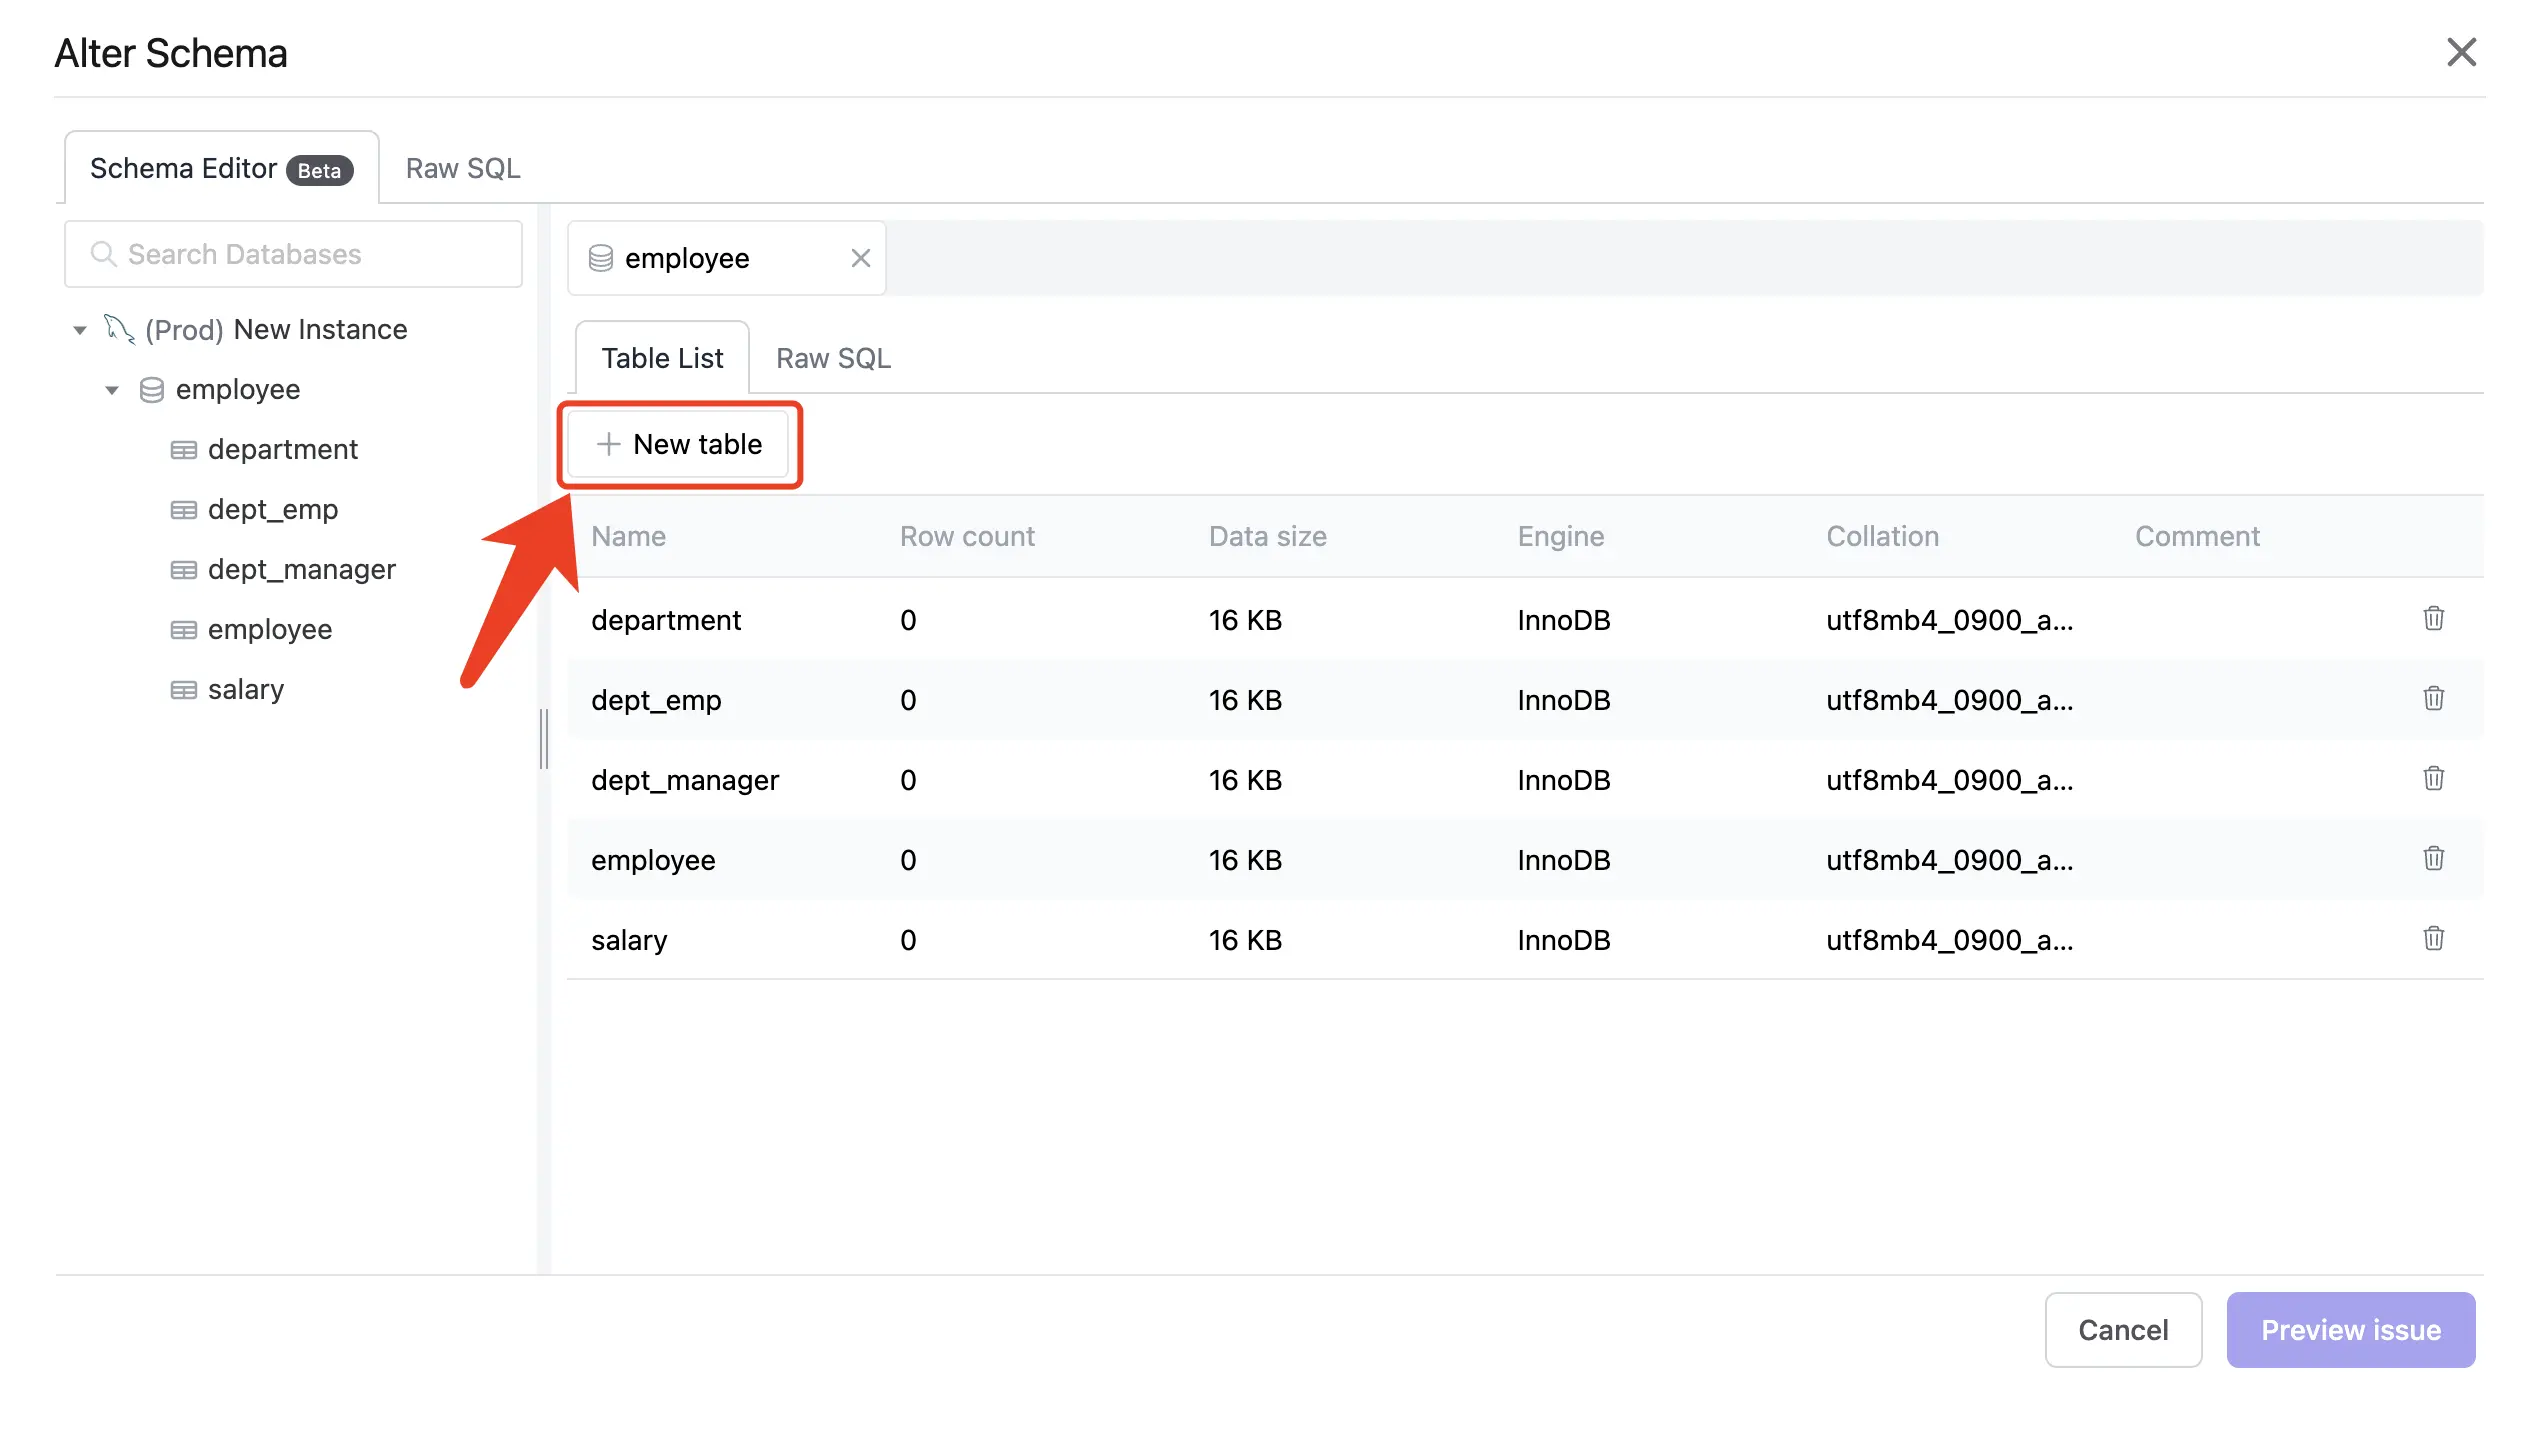 Alter Schema
Schema Editor Beta Raw SQL
Search Databases
(Prod) New Instance
employee
department
dept_emp
dept_manager
employee
salary
employee
Table List Raw SQL
New table
Name Row count Data size Engine Collation Comment
department 0 16 KB InnoDB utf8mb4_0900_a...
dept_emp 0 16 KB InnoDB utf8mb4_0900_a...
dept_manager 0 16 KB InnoDB utf8mb4_0900_a...
employee 0 16 KB InnoDB utf8mb4_0900_a...
salary 0 16 KB InnoDB utf8mb4_0900_a...
Cancel Preview issue